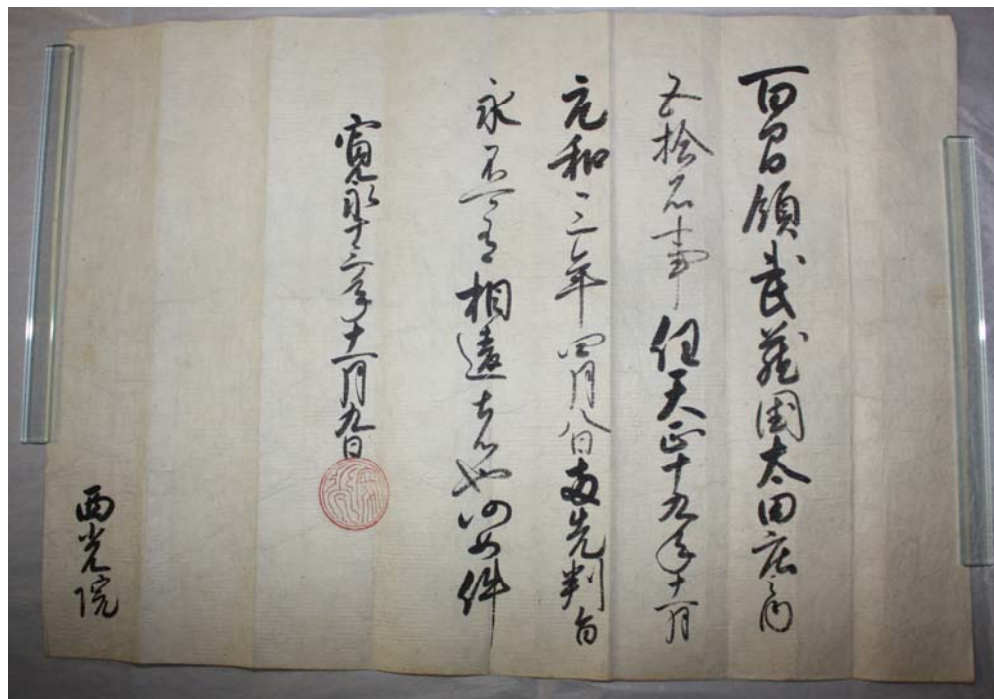 百間領武蔵国太田庄之内
五拾石事任天正十九年十一月
元和三年四月八日両先判旨
永不可有相違者也仍如件
寛永十三年十一月九日
西光院